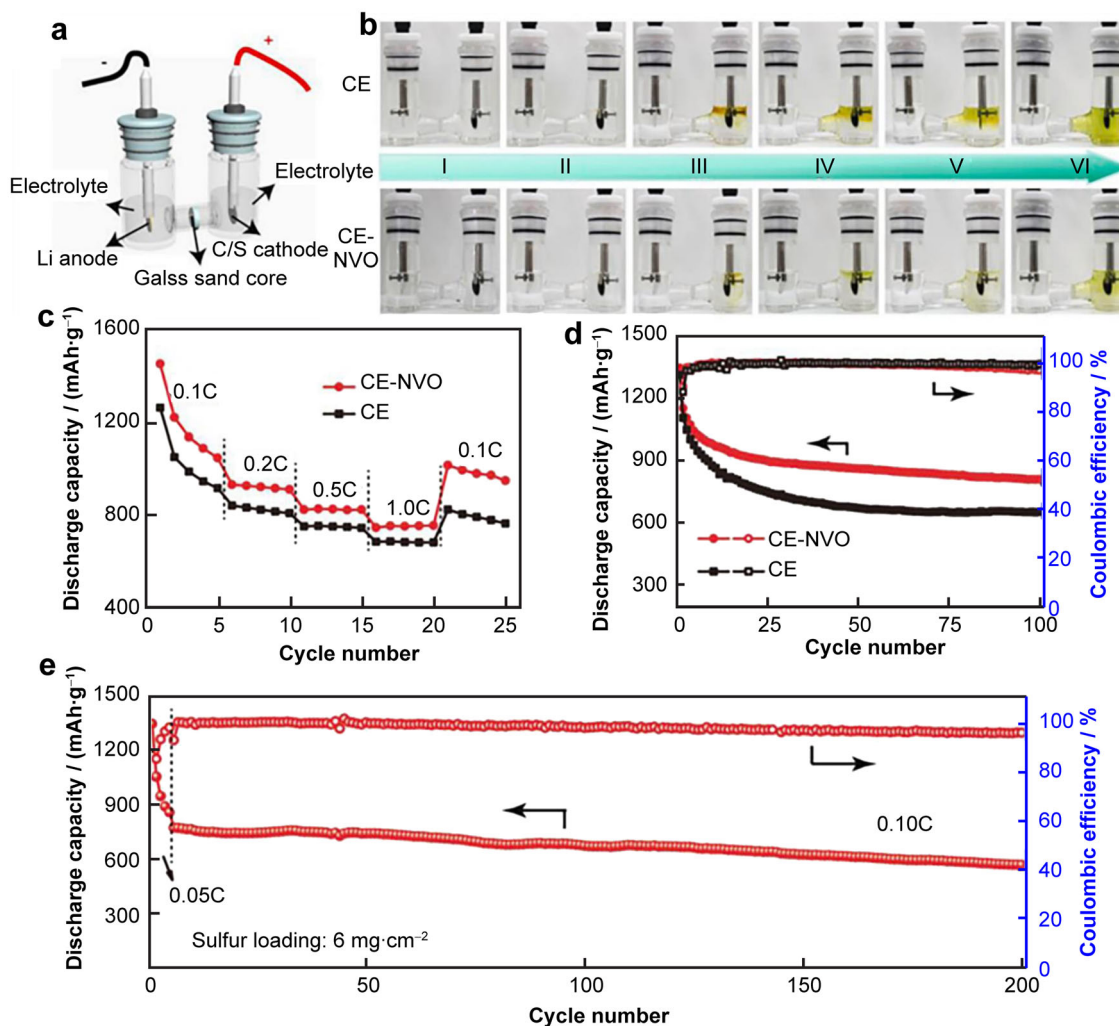 a
-
+
Electrolyte
Electrolyte
Li anode
C/S cathode
Galss sand core
b
CE
I II III IV V VI
CE-
NVO
c
Discharge capacity / (mAh·g⁻¹)
1600
1200
800
400
0.1C
0.2C
0.5C
1.0C
0.1C
CE-NVO
CE
0 5 10 15 20 25
Cycle number
d
Discharge capacity / (mAh·g⁻¹)
1500
1200
900
600
300
CE-NVO
CE
0 25 50 75 100
Cycle number
100
80
60
40
20
0
Coulombic efficiency / %
e
Discharge capacity / (mAh·g⁻¹)
1500
1200
900
600
300
0.05C
0.10C
Sulfur loading: 6 mg·cm⁻²
0 50 100 150 200
Cycle number
100
80
60
40
20
0
Coulombic efficiency / %